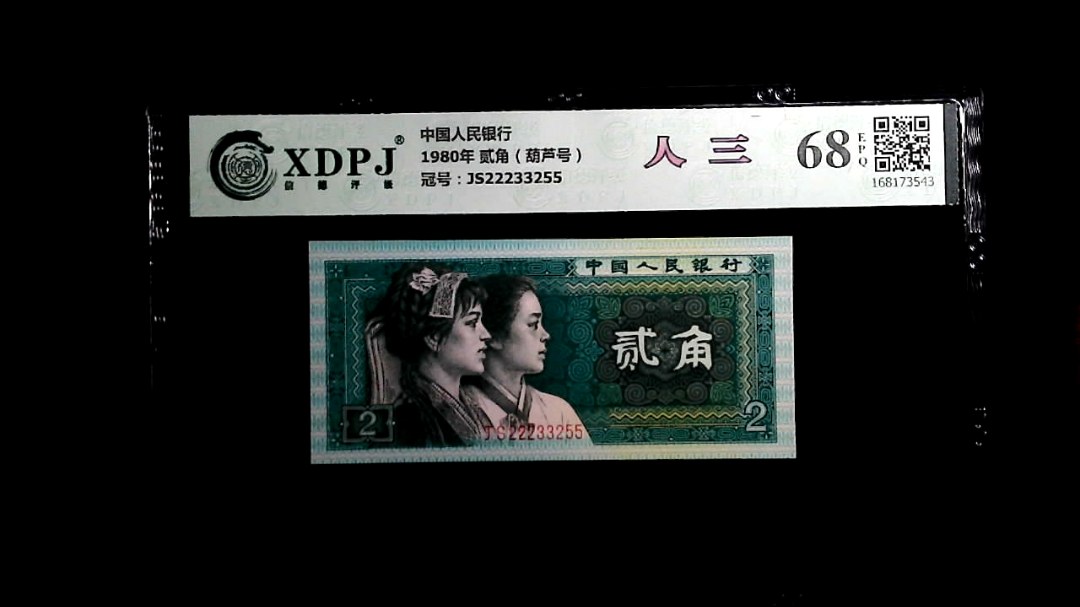 XDPJ®
信德评级
中国人民银行
1980年 贰角（葫芦号）
冠号：JS22233255
人三
68
EPQ
168173543
中国人民银行
贰角
2
2
JS22233255